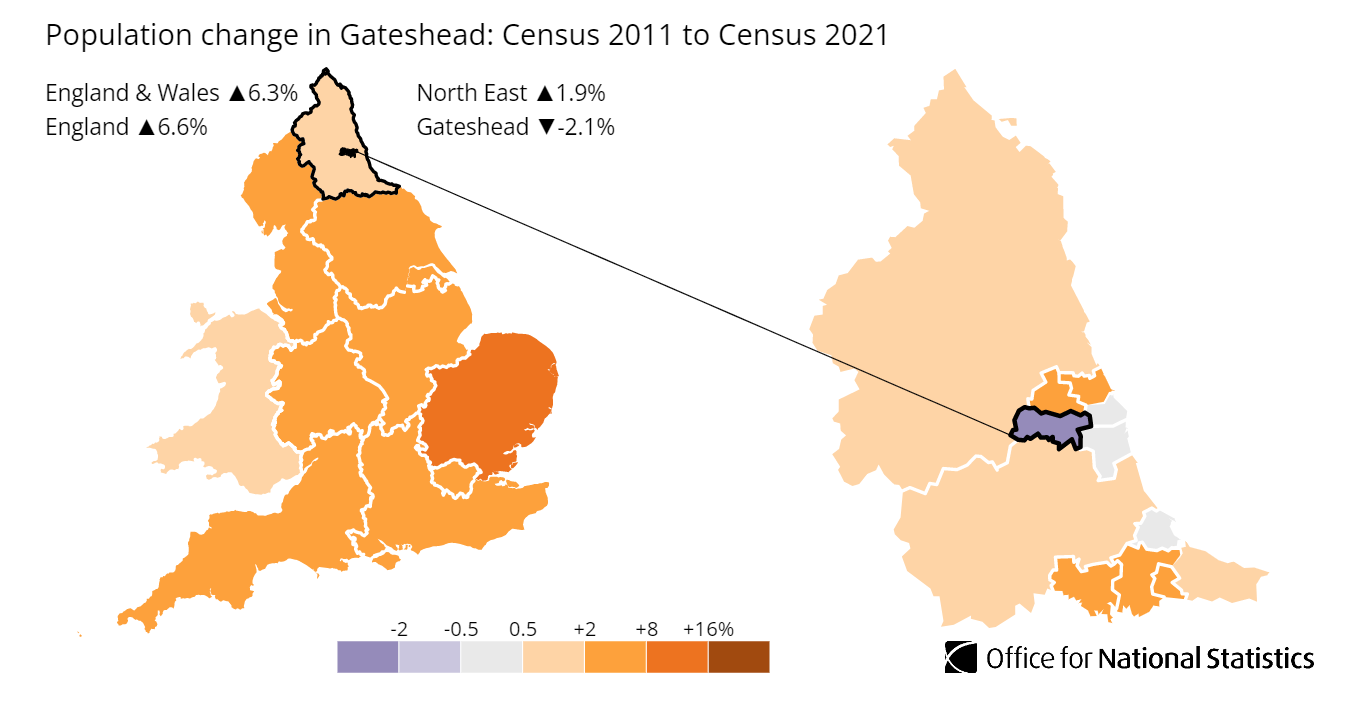 Population change in Gateshead: Census 2011 to Census 2021
England & Wales ▲6.3%
North East ▲1.9%
England ▲6.6%
Gateshead ▼-2.1%
-2 -0.5 0.5 +2 +8 +16%
Office for National Statistics